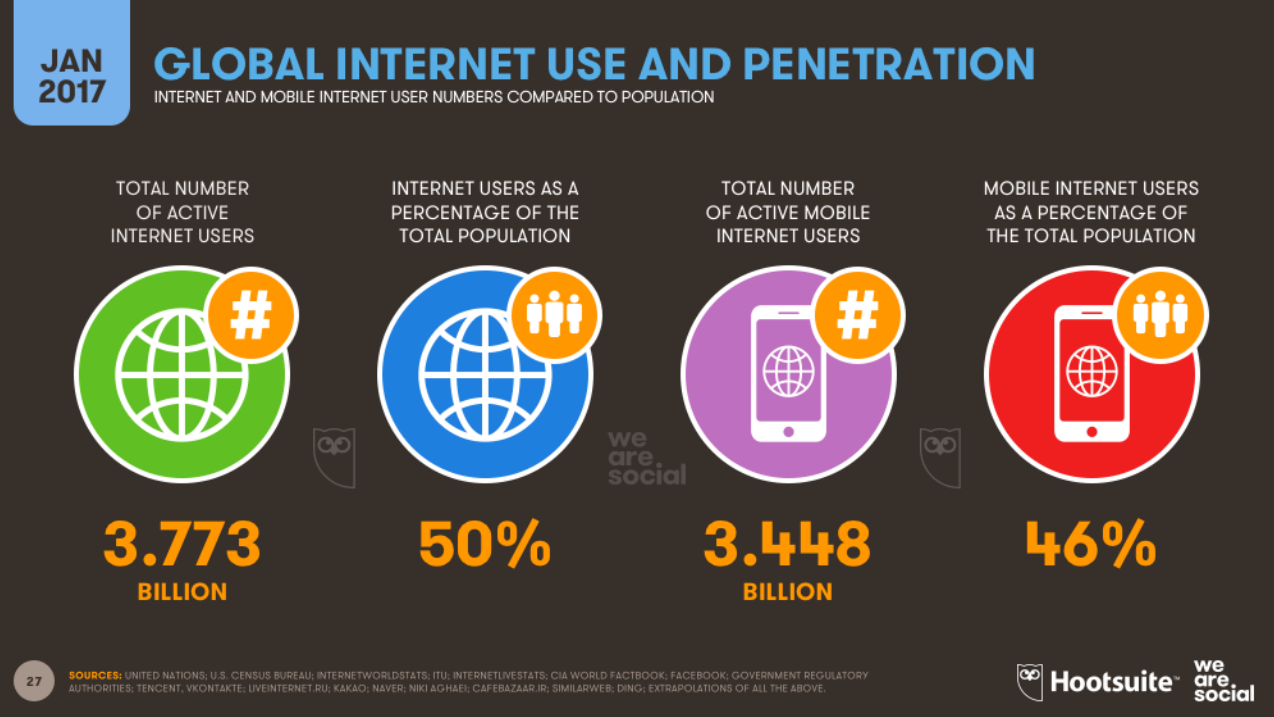 JAN
2017
GLOBAL INTERNET USE AND PENETRATION
INTERNET AND MOBILE INTERNET USER NUMBERS COMPARED TO POPULATION
TOTAL NUMBER
OF ACTIVE
INTERNET USERS
INTERNET USERS AS A
PERCENTAGE OF THE
TOTAL POPULATION
TOTAL NUMBER
OF ACTIVE MOBILE
INTERNET USERS
MOBILE INTERNET USERS
AS A PERCENTAGE OF
THE TOTAL POPULATION
#
#
we
are.
social
3.773
BILLION
50%
3.448
BILLION
46%
27
SOURCES: UNITED NATIONS; U.S. CENSUS BUREAU; INTERNETWORLDSTATS; ITU; INTERNETLIVESTATS; CIA WORLD FACTBOOK; FACEBOOK; GOVERNMENT REGULATORY
AUTHORITIES; TENCENT, VKONTAKTE; LIVEINTERNET.RU; KAKAO; NAVER; NIKI AGHAEI; CAFEBAZAAR.IR; SIMILARWEB; DING; EXTRAPOLATIONS OF ALL THE ABOVE.
Hootsuite™
we
are.
social